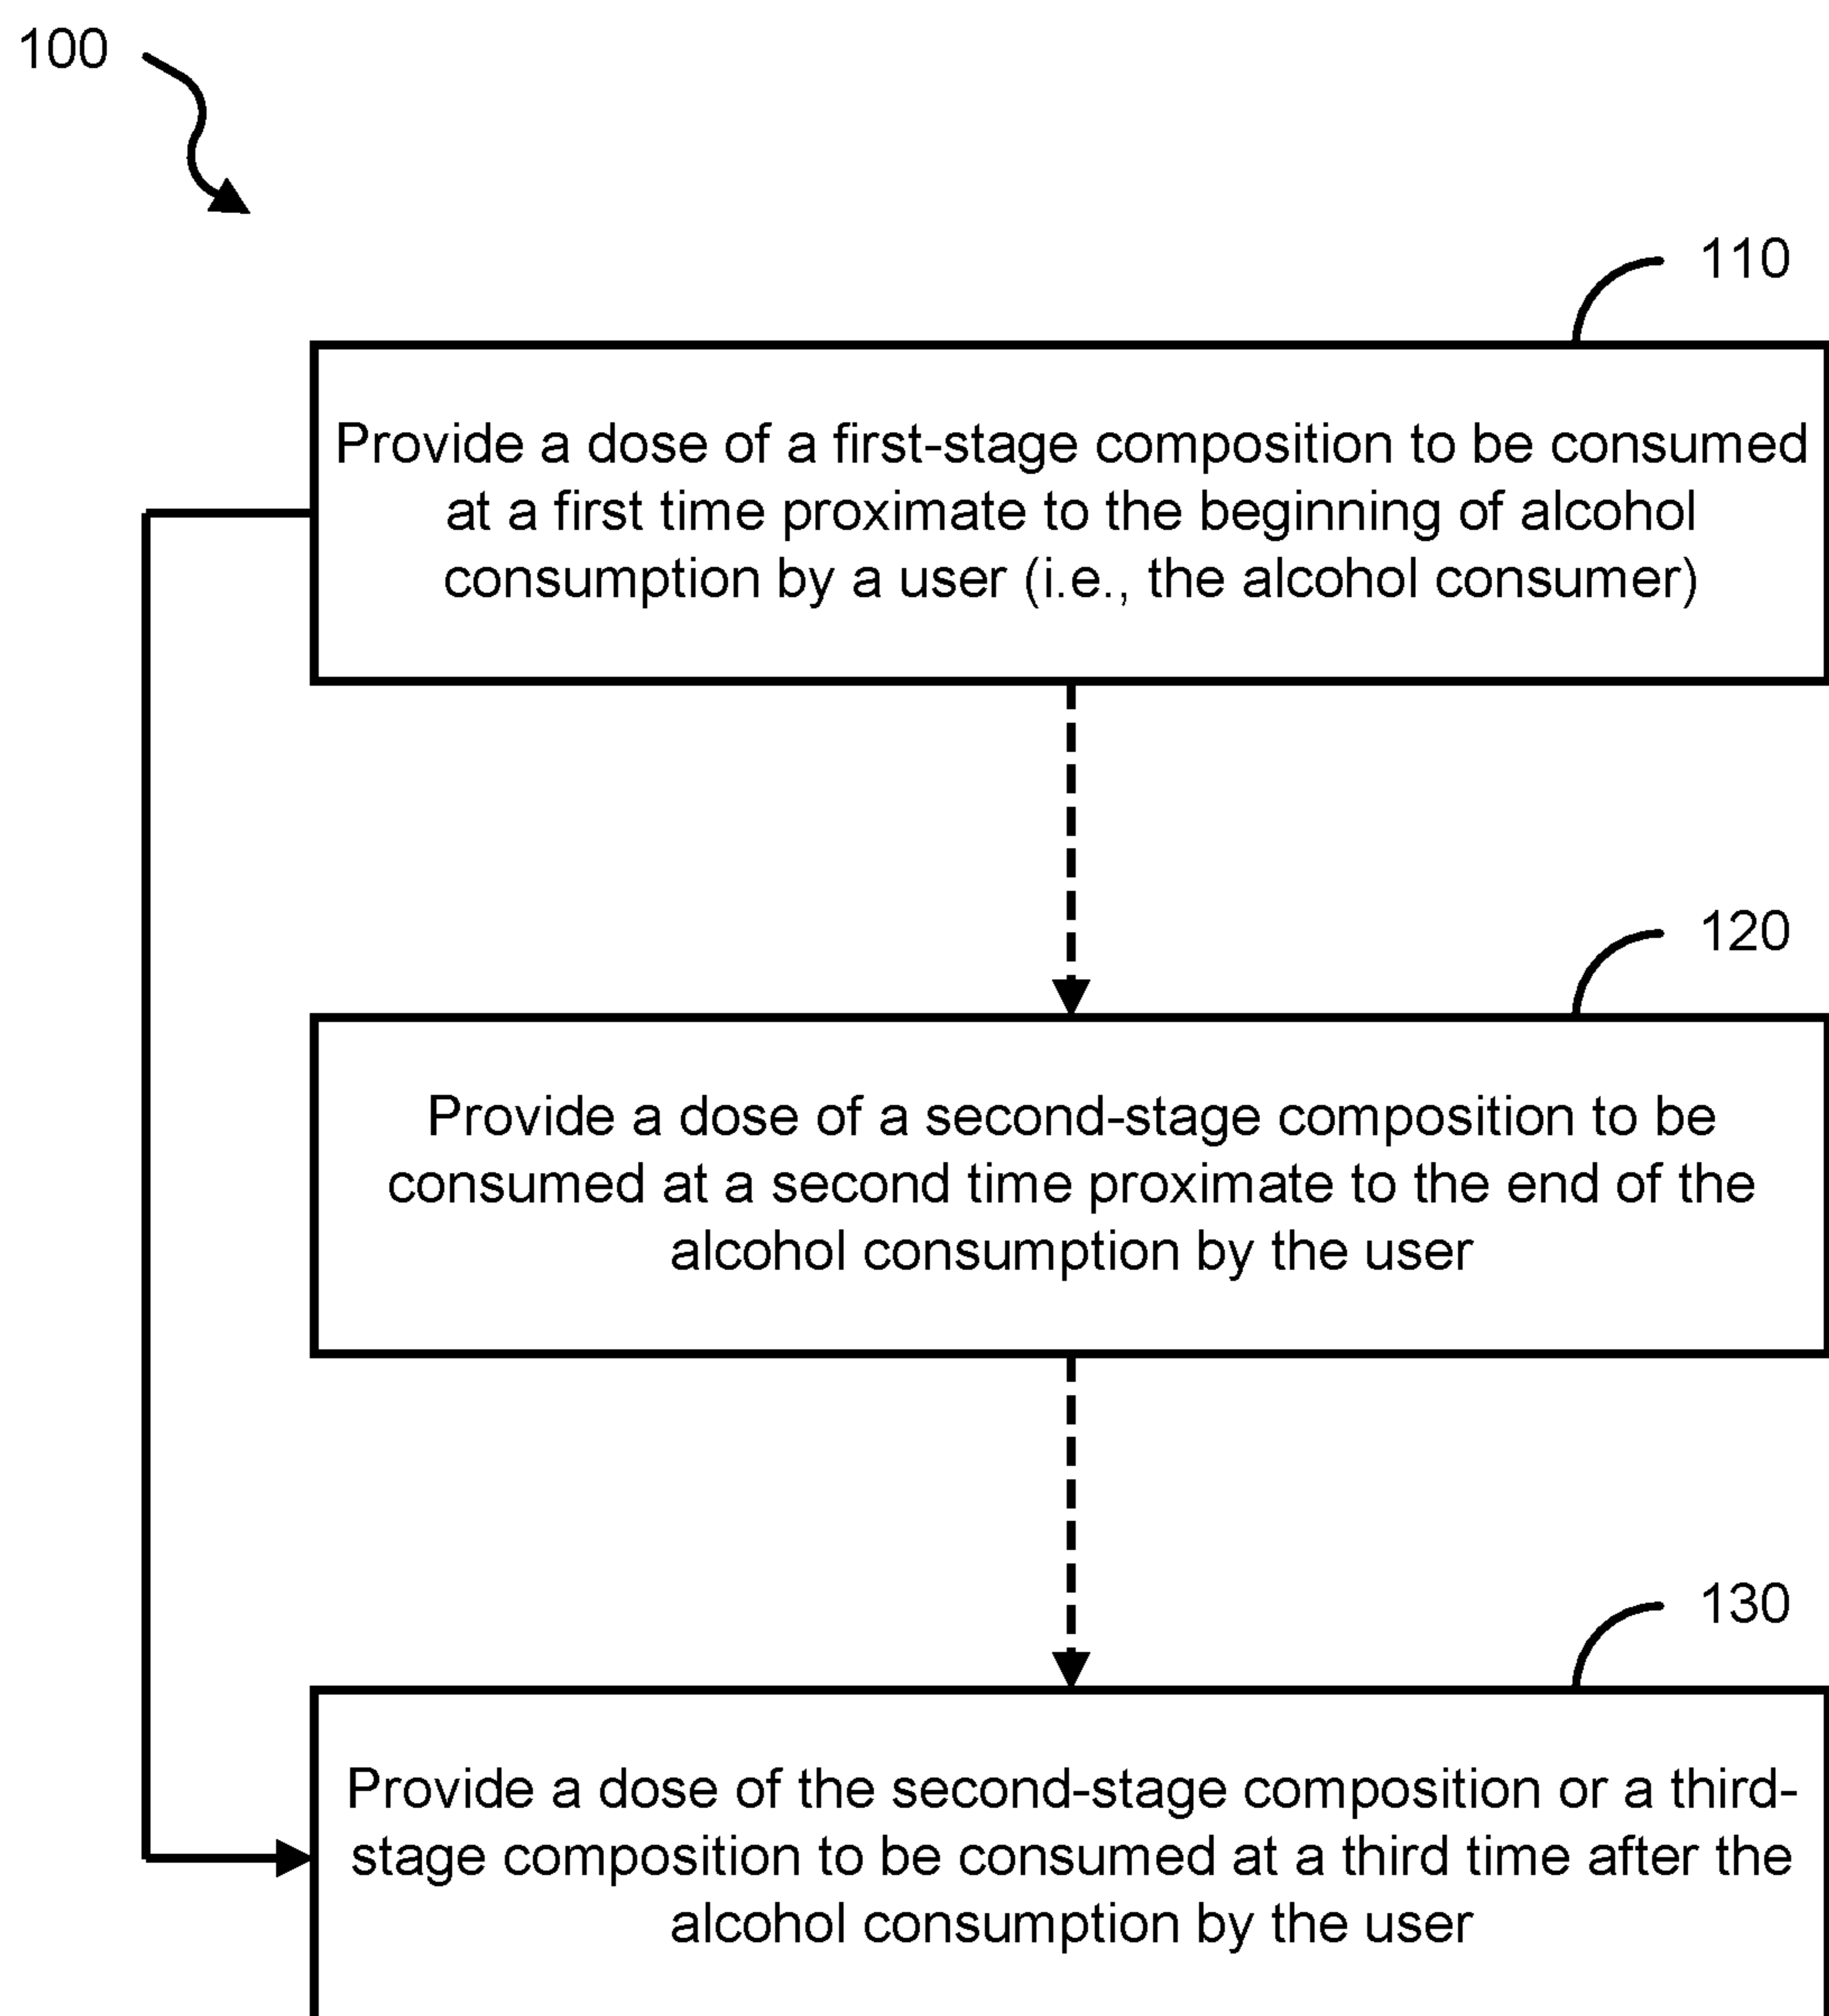 100
110
Provide a dose of a first-stage composition to be consumed
at a first time proximate to the beginning of alcohol
consumption by a user (i.e., the alcohol consumer)
120
Provide a dose of a second-stage composition to be
consumed at a second time proximate to the end of the
alcohol consumption by the user
130
Provide a dose of the second-stage composition or a third-
stage composition to be consumed at a third time after the
alcohol consumption by the user